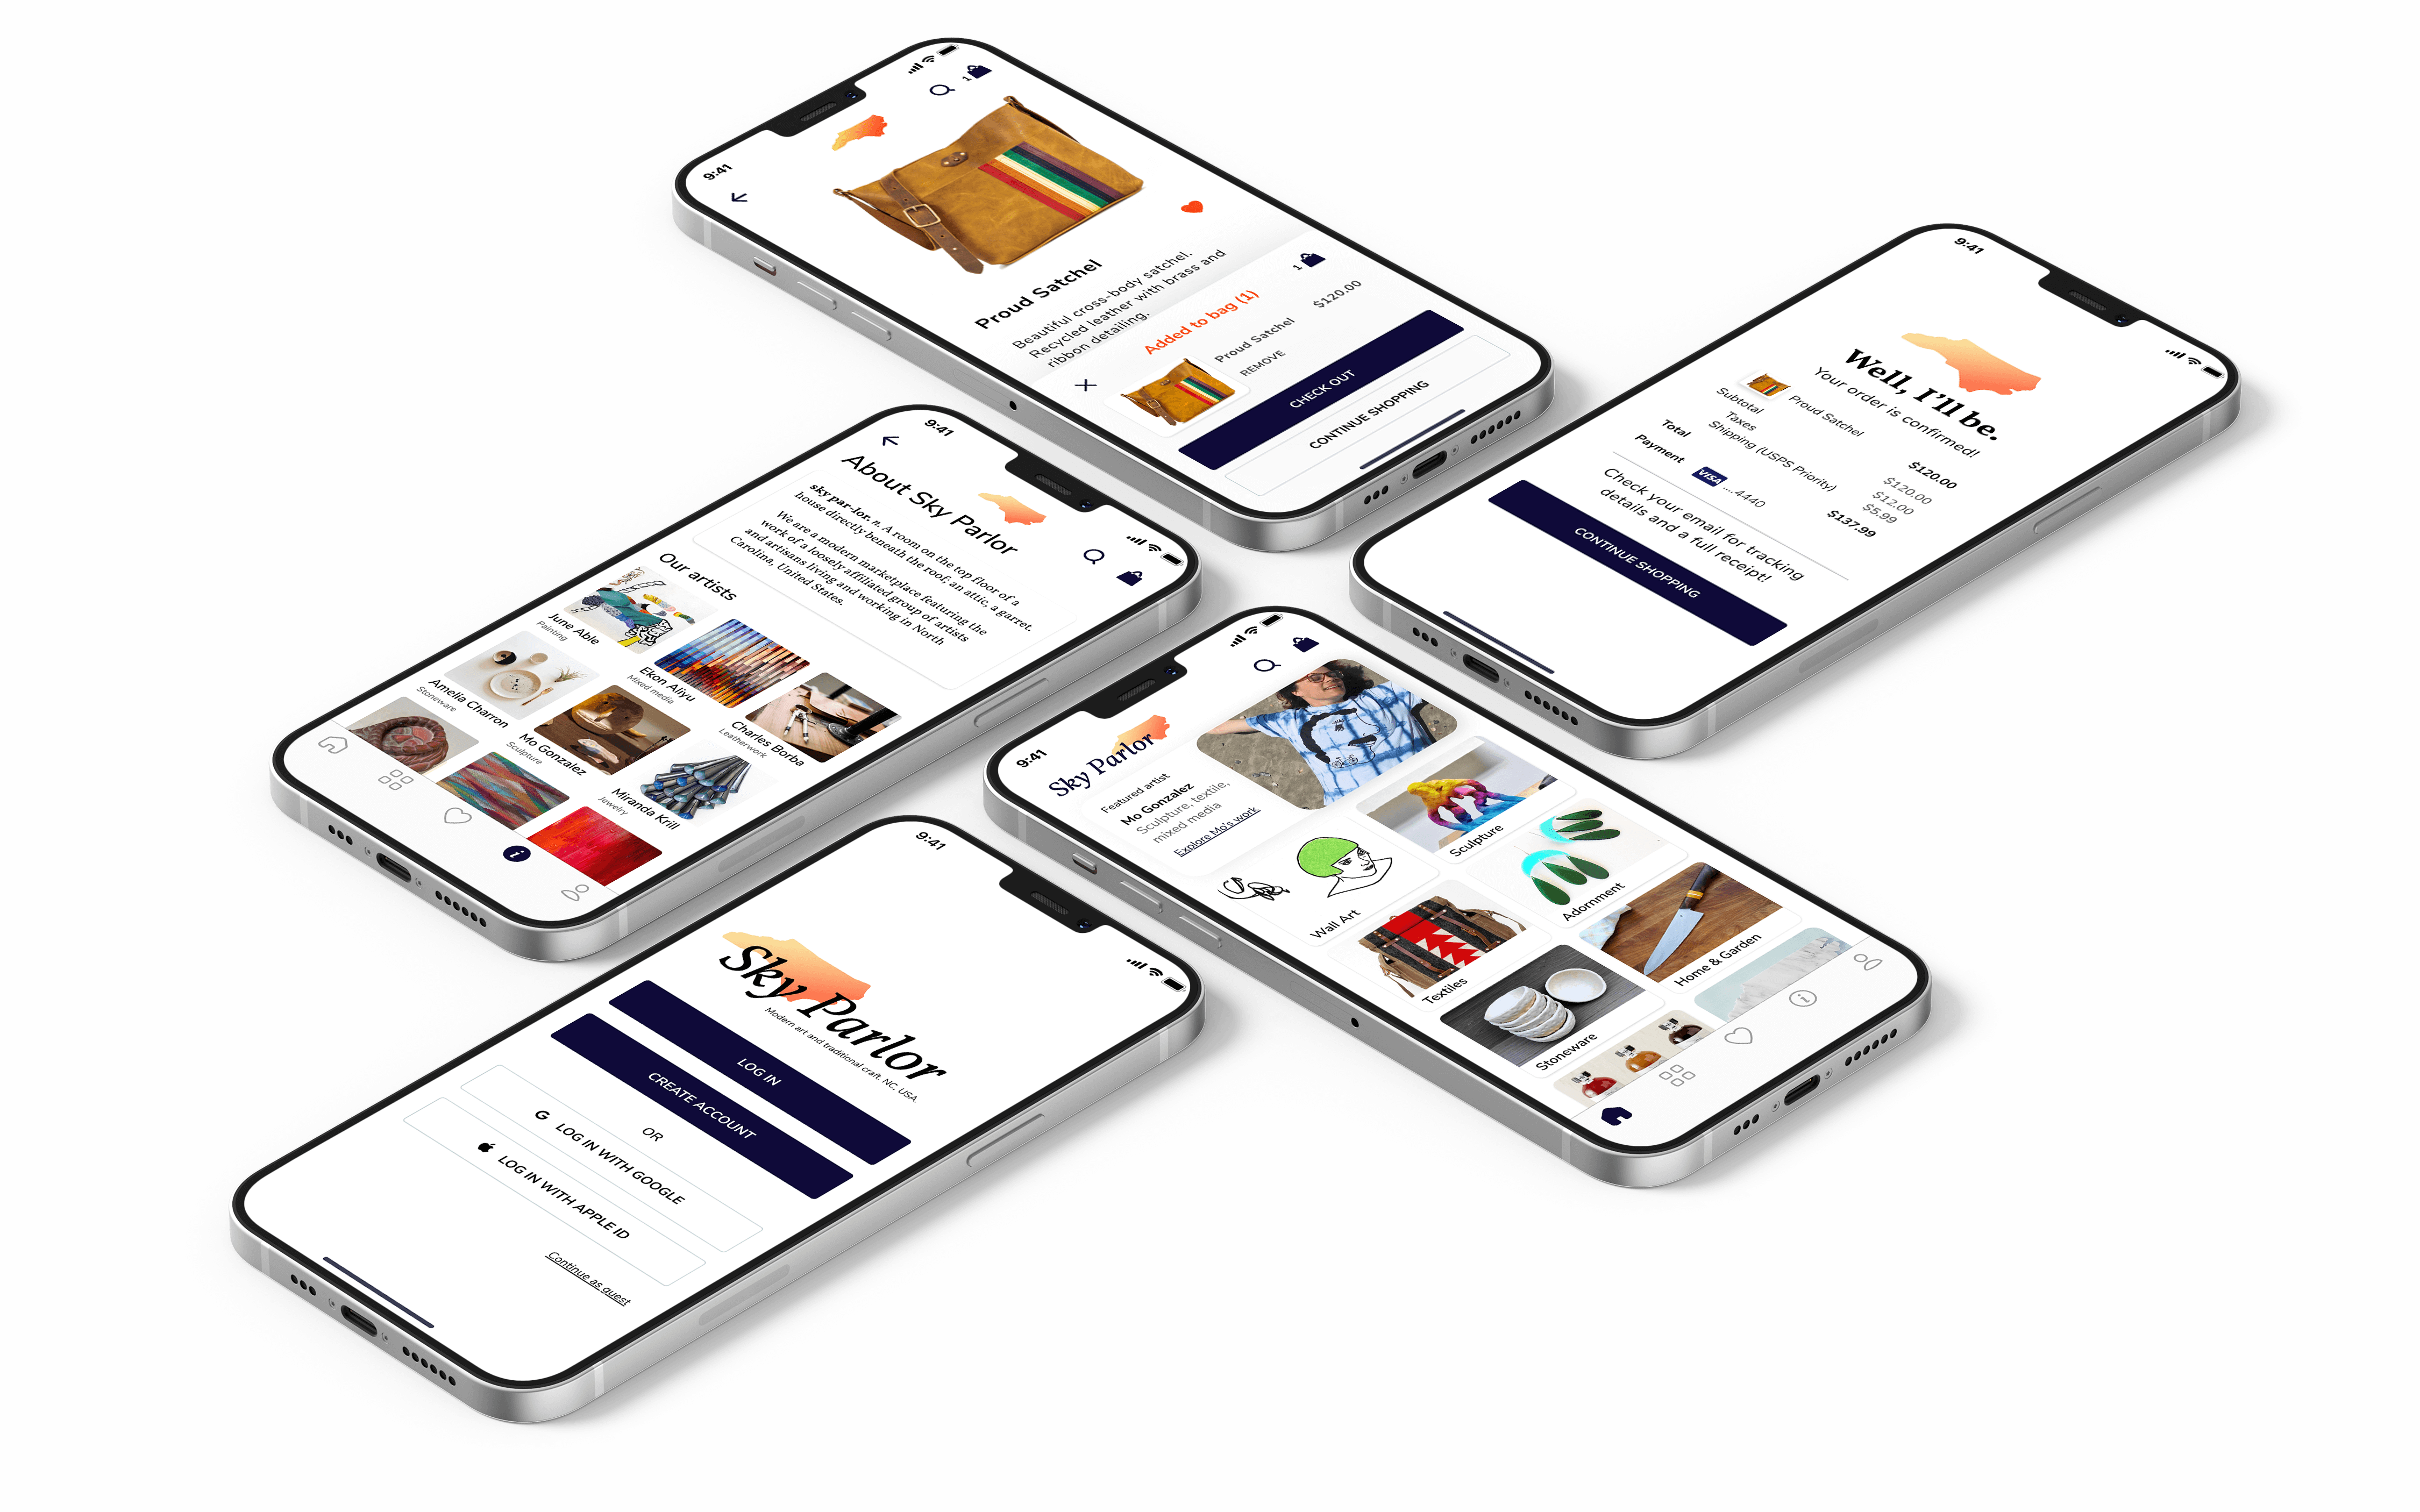 9:41
1
Proud Satchel
Beautiful cross-body satchel.
Recycled leather with brass and
ribbon detailing.
1
Added to bag (1)
Proud Satchel
$120.00
REMOVE
CHECK OUT
CONTINUE SHOPPING
9:41
Well, I'll be.
Your order is confirmed!
Proud Satchel
$120.00
Subtotal
$120.00
Taxes
$12.00
Shipping (USPS Priority)
$5.99
Total
$137.99
Payment
VISA
....4440
Check your email for tracking
details and a full receipt!
CONTINUE SHOPPING
9:41
About Sky Parlor
sky par-lor. n. A room on the top floor of a
house directly beneath the roof; an attic, a garret.
We are a modern marketplace featuring the
work of a loosely affiliated group of artists
and artisans living and working in North
Carolina, United States.
Our artists
June Able
Painting
Ekon Aliyu
Mixed media
Charles Borba
Leatherwork
Amelia Charron
Stoneware
Mo Gonzalez
Sculpture
Miranda Krill
Jewelry
9:41
Sky Parlor
Featured artist
Mo Gonzalez
Sculpture, textile,
mixed media
Explore Mo's work
Wall Art
Sculpture
Textiles
Adornment
Stoneware
Home & Garden
9:41
Sky Parlor
Modern art and traditional craft. NC, USA.
LOG IN
CREATE ACCOUNT
OR
G LOG IN WITH GOOGLE
LOG IN WITH APPLE ID
Continue as guest